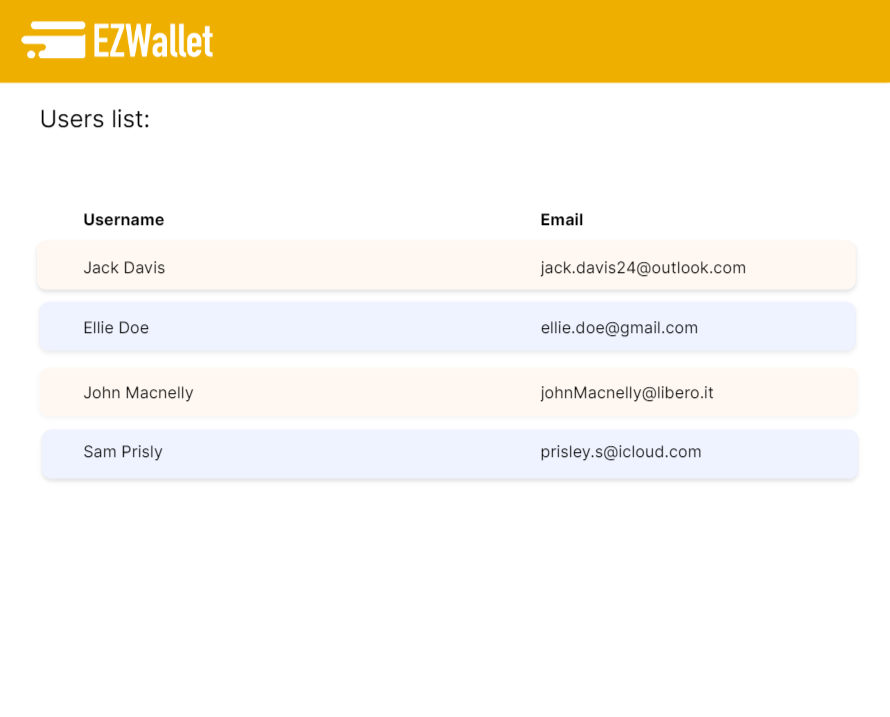 EZWallet
Users list:
Username Email
Jack Davis jack.davis24@outlook.com
Ellie Doe ellie.doe@gmail.com
John Macnelly johnMacnelly@libero.it
Sam Prisly prisley.s@icloud.com